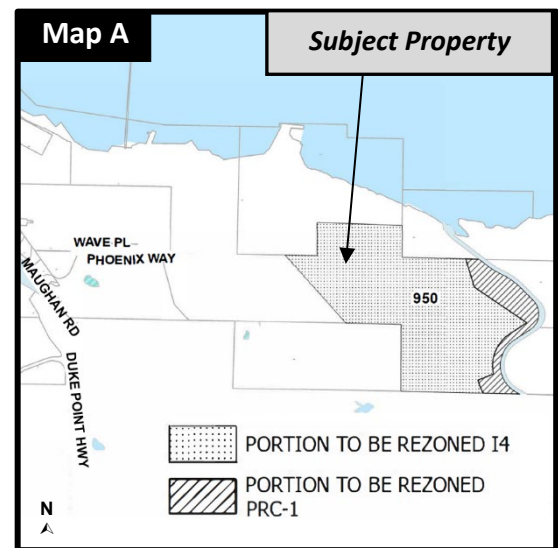 Map A
Subject Property
WAVE PL
PHOENIX WAY
MAUGHAN RD
950
DUKE POINT HWY
PORTION TO BE REZONED I4
PORTION TO BE REZONED
PRC-1
N